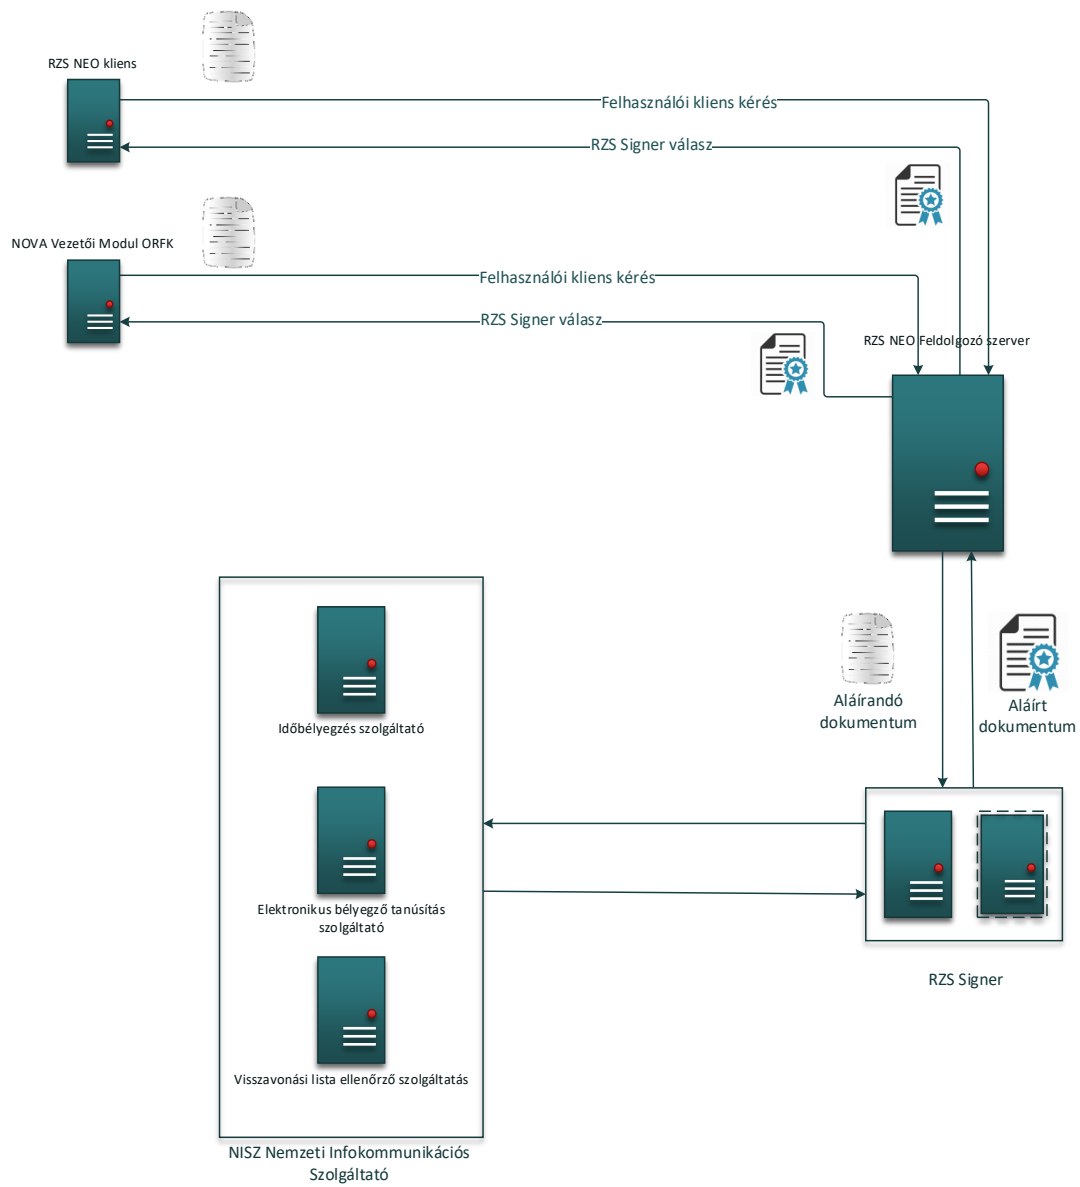 RZS NEO kliens
Felhasználói kliens kérés
RZS Signer válasz
NOVA Vezetői Modul ORFK
Felhasználói kliens kérés
RZS Signer válasz
RZS NEO Feldolgozó szerver
Aláírandó
dokumentum
Aláírt
dokumentum
Időbélyegzés szolgáltató
Elektronikus bélyegző tanúsítás
szolgáltató
Visszavonási lista ellenőrző szolgáltatás
RZS Signer
NISZ Nemzeti Infokommunikációs
Szolgáltató